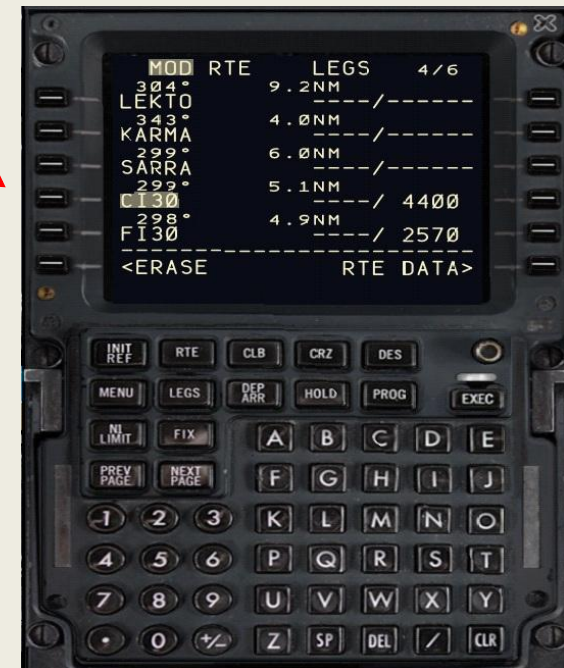 MOD RTE LEGS 4/6
304° 9.2NM
LEKTO ----/------
343° 4.0NM
KARMA ----/------
299° 6.0NM
SARRA ----/------
299° 5.1NM
CI30 ----/ 4400
298° 4.9NM
FI30 ----/ 2570
<ERASE RTE DATA>
INIT REF RTE CLB CRZ DES
MENU LEGS DEP ARR HOLD PROG EXEC
N1 LIMIT FIX A B C D E
PREV PAGE NEXT PAGE F G H I J
1 2 3 K L M N O
4 5 6 P Q R S T
7 8 9 U V W X Y
. 0 +/- Z SP DEL / CLR